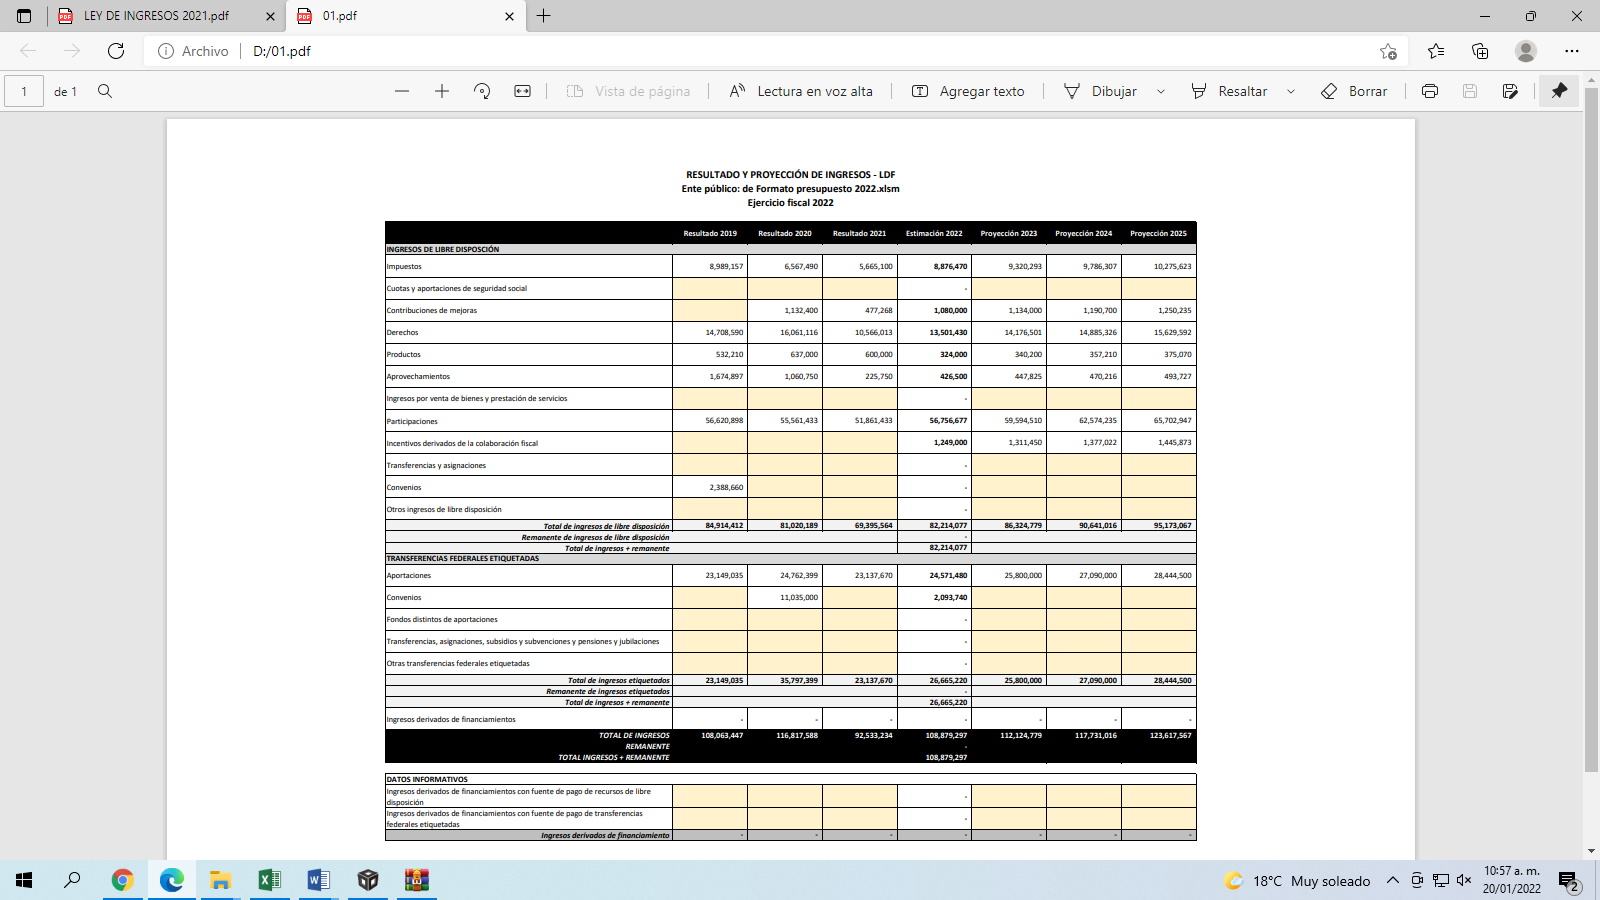 LEY DE INGRESOS 2021.pdf
01.pdf
Archivo D:/01.pdf
1 de 1 Vista de página Lectura en voz alta Agregar texto Dibujar Resaltar Borrar
RESULTADO Y PROYECCIÓN DE INGRESOS - LDF
Ente público: de Formato presupuesto 2022.xlsm
Ejercicio fiscal 2022
Resultado 2019 Resultado 2020 Resultado 2021 Estimación 2022 Proyección 2023 Proyección 2024 Proyección 2025
INGRESOS DE LIBRE DISPOSCIÓN
Impuestos 8,989,157 6,567,490 5,665,100 8,876,470 9,320,293 9,786,307 10,275,623
Cuotas y aportaciones de seguridad social -
Contribuciones de mejoras 1,132,400 477,268 1,080,000 1,134,000 1,190,700 1,250,235
Derechos 14,708,590 16,061,116 10,566,013 13,501,430 14,176,501 14,885,326 15,629,592
Productos 532,210 637,000 600,000 324,000 340,200 357,210 375,070
Aprovechamientos 1,674,897 1,060,750 225,750 426,500 447,825 470,216 493,727
Ingresos por venta de bienes y prestación de servicios -
Participaciones 56,620,898 55,561,433 51,861,433 56,756,677 59,594,510 62,574,235 65,702,947
Incentivos derivados de la colaboración fiscal 1,249,000 1,311,450 1,377,022 1,445,873
Transferencias y asignaciones -
Convenios 2,388,660 -
Otros ingresos de libre disposición -
Total de ingresos de libre disposición 84,914,412 81,020,189 69,395,564 82,214,077 86,324,779 90,641,016 95,173,067
Remanente de ingresos de libre disposición -
Total de ingresos + remanente 82,214,077
TRANSFERENCIAS FEDERALES ETIQUETADAS
Aportaciones 23,149,035 24,762,399 23,137,670 24,571,480 25,800,000 27,090,000 28,444,500
Convenios 11,035,000 2,093,740
Fondos distintos de aportaciones -
Transferencias, asignaciones, subsidios y subvenciones y pensiones y jubilaciones -
Otras transferencias federales etiquetadas -
Total de ingresos etiquetados 23,149,035 35,797,399 23,137,670 26,665,220 25,800,000 27,090,000 28,444,500
Remanente de ingresos etiquetados -
Total de ingresos + remanente 26,665,220
Ingresos derivados de financiamientos - - - - - - -
TOTAL DE INGRESOS 108,063,447 116,817,588 92,533,234 108,879,297 112,124,779 117,731,016 123,617,567
REMANENTE -
TOTAL INGRESOS + REMANENTE 108,879,297
DATOS INFORMATIVOS
Ingresos derivados de financiamientos con fuente de pago de recursos de libre
disposición -
Ingresos derivados de financiamientos con fuente de pago de transferencias
federales etiquetadas -
Ingresos derivados de financiamiento - - - - - - -
18°C Muy soleado
10:57 a. m.
20/01/2022
2